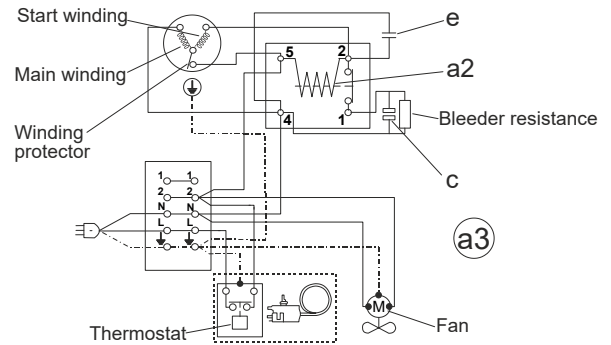 Start winding
e
5 2
a2
Main winding
4 1
Bleeder resistance
Winding
protector
c
1 1
2 2
N N
L L
a3
M
Fan
Thermostat